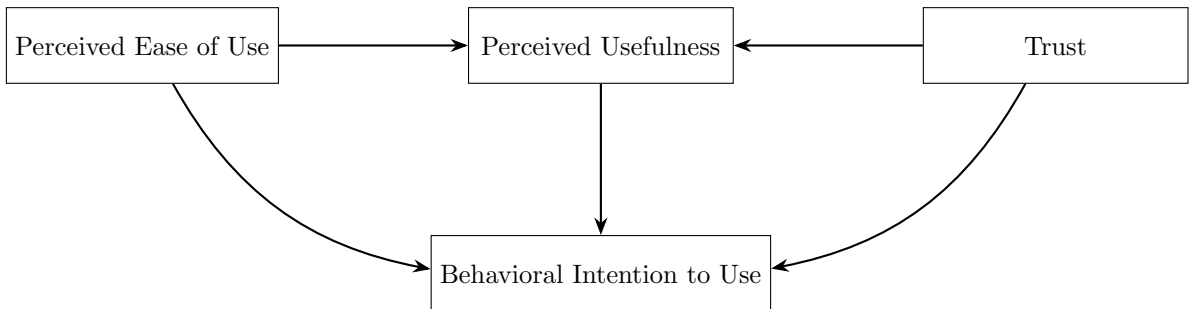 Perceived Ease of Use
Perceived Usefulness
Trust
Behavioral Intention to Use